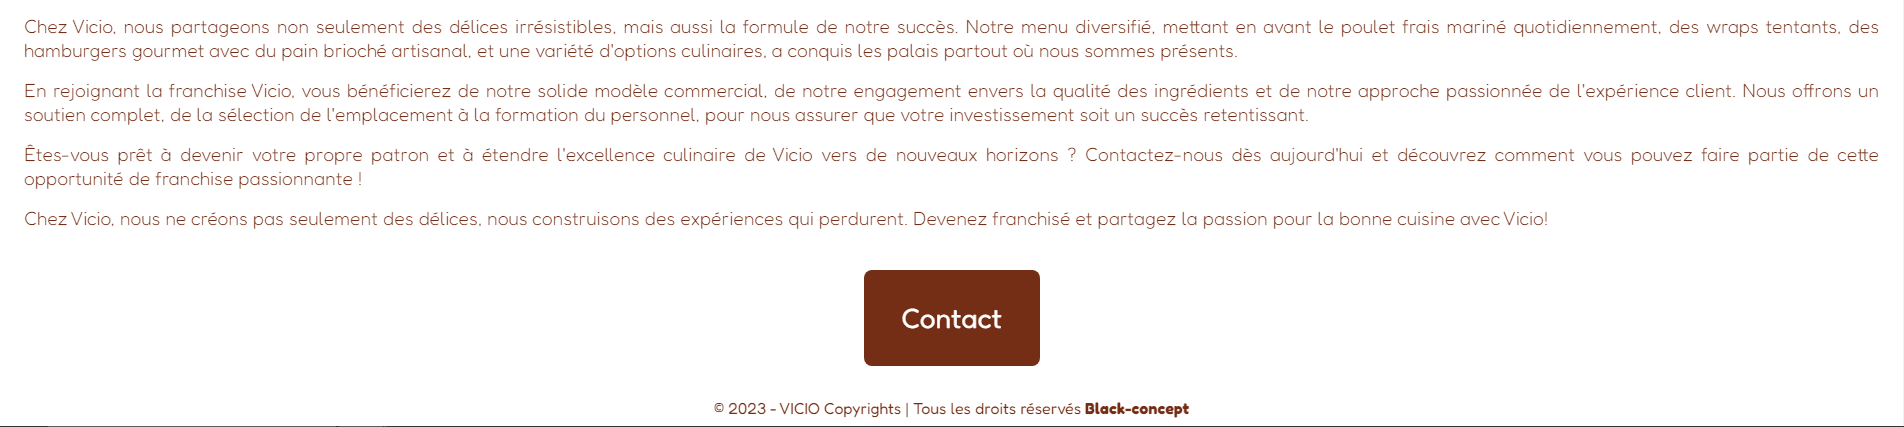 Chez Vicio, nous partageons non seulement des délices irrésistibles, mais aussi la formule de notre succès. Notre menu diversifié, mettant en avant le poulet frais mariné quotidiennement, des wraps tentants, des
hamburgers gourmet avec du pain brioché artisanal, et une variété d'options culinaires, a conquis les palais partout où nous sommes présents.
En rejoignant la franchise Vicio, vous bénéficierez de notre solide modèle commercial, de notre engagement envers la qualité des ingrédients et de notre approche passionnée de l'expérience client. Nous offrons un
soutien complet, de la sélection de l'emplacement à la formation du personnel, pour nous assurer que votre investissement soit un succès retentissant.
Êtes-vous prêt à devenir votre propre patron et à étendre l'excellence culinaire de Vicio vers de nouveaux horizons ? Contactez-nous dès aujourd'hui et découvrez comment vous pouvez faire partie de cette
opportunité de franchise passionnante !
Chez Vicio, nous ne créons pas seulement des délices, nous construisons des expériences qui perdurent. Devenez franchisé et partagez la passion pour la bonne cuisine avec Vicio!
Contact
© 2023 - VICIO Copyrights | Tous les droits réservés Black-concept